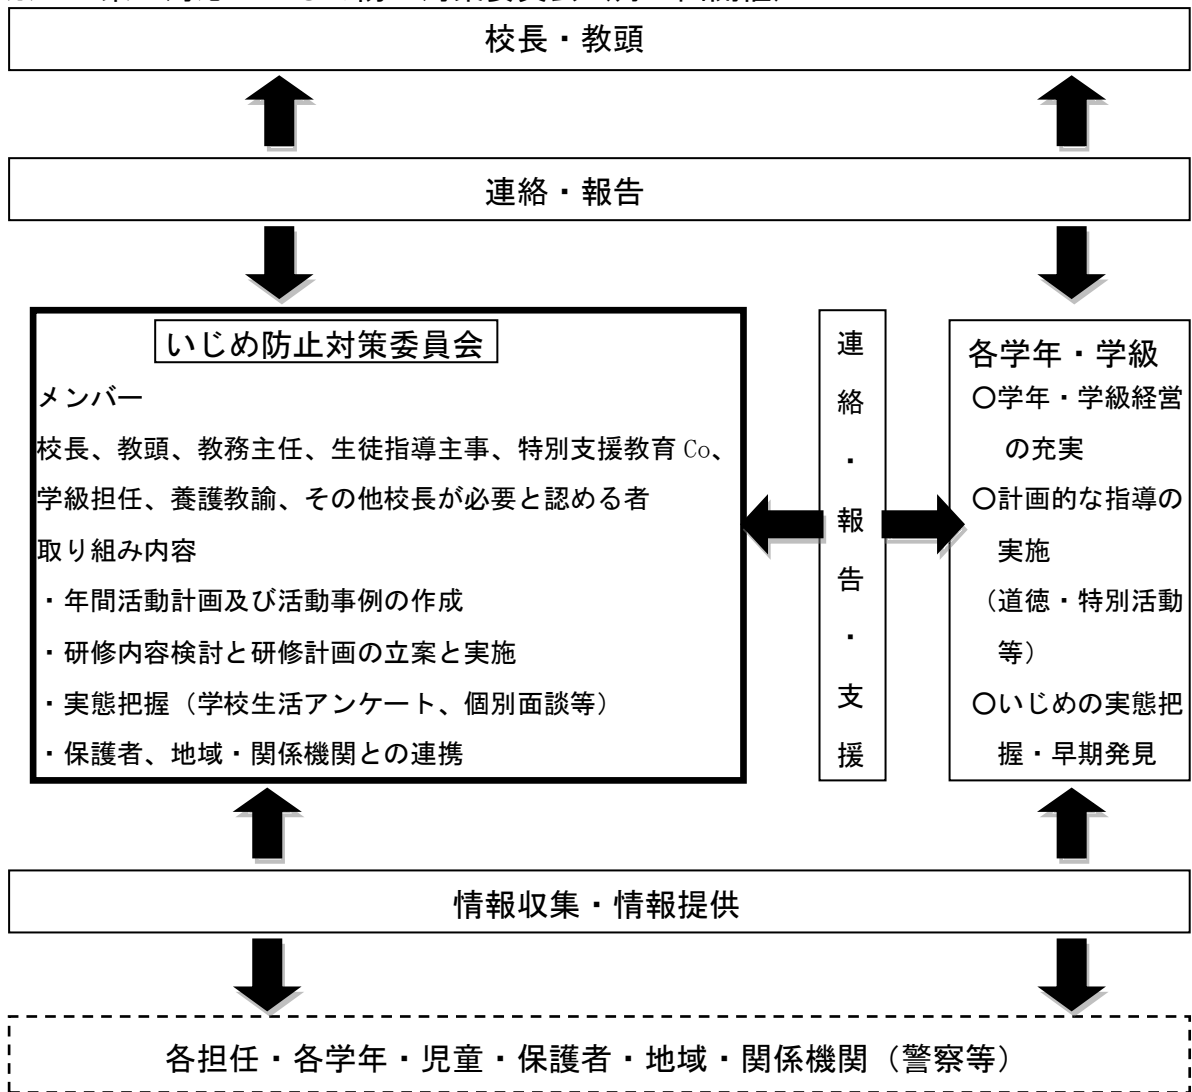 校長・教頭
連絡・報告
いじめ防止対策委員会
メンバー
校長、教頭、教務主任、生徒指導主事、特別支援教育 Co、
学級担任、養護教諭、その他校長が必要と認める者
取り組み内容
・年間活動計画及び活動事例の作成
・研修内容検討と研修計画の立案と実施
・実態把握（学校生活アンケート、個別面談等）
・保護者、地域・関係機関との連携
連
絡
・
報
告
・
支
援
各学年・学級
〇学年・学級経営
の充実
〇計画的な指導の
実施
（道徳・特別活動
等）
〇いじめの実態把
握・早期発見
情報収集・情報提供
各担任・各学年・児童・保護者・地域・関係機関（警察等）